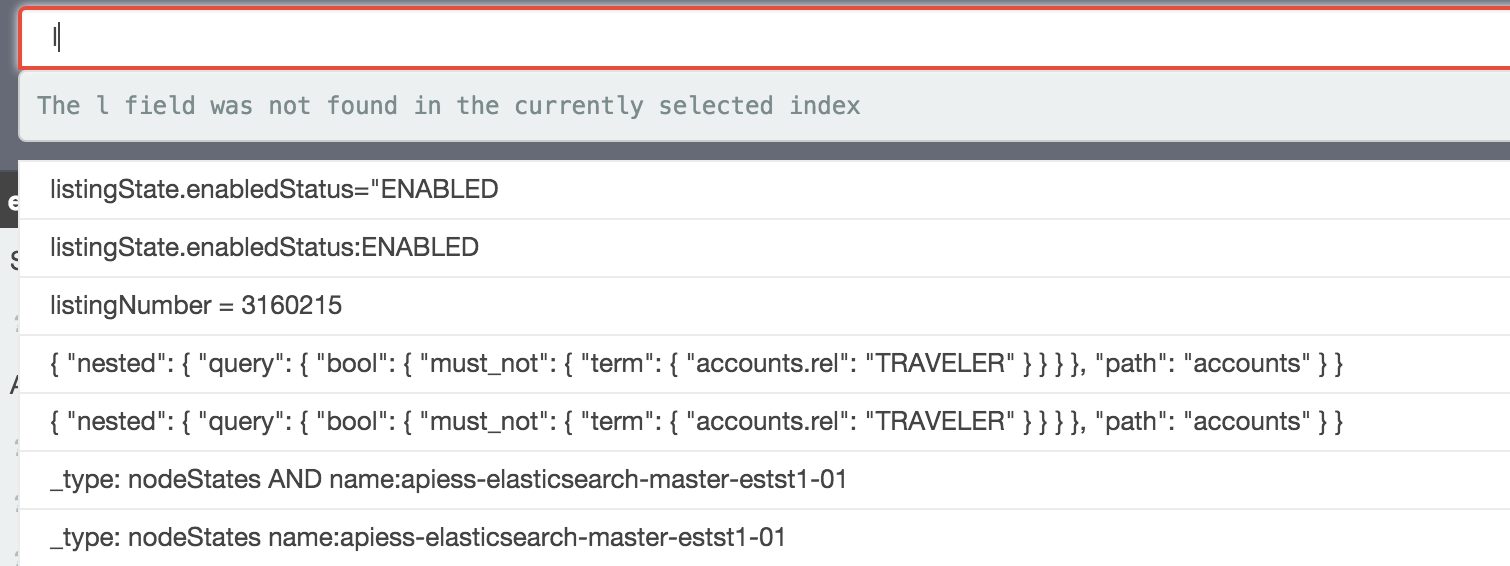 l
The l field was not found in the currently selected index
listingState.enabledStatus="ENABLED
listingState.enabledStatus:ENABLED
listingNumber = 3160215
{ "nested": { "query": { "bool": { "must_not": { "term": { "accounts.rel": "TRAVELER" } } } }, "path": "accounts" } }
{ "nested": { "query": { "bool": { "must_not": { "term": { "accounts.rel": "TRAVELER" } } } }, "path": "accounts" } }
_type: nodeStates AND name:apiess-elasticsearch-master-estst1-01
_type: nodeStates name:apiess-elasticsearch-master-estst1-01